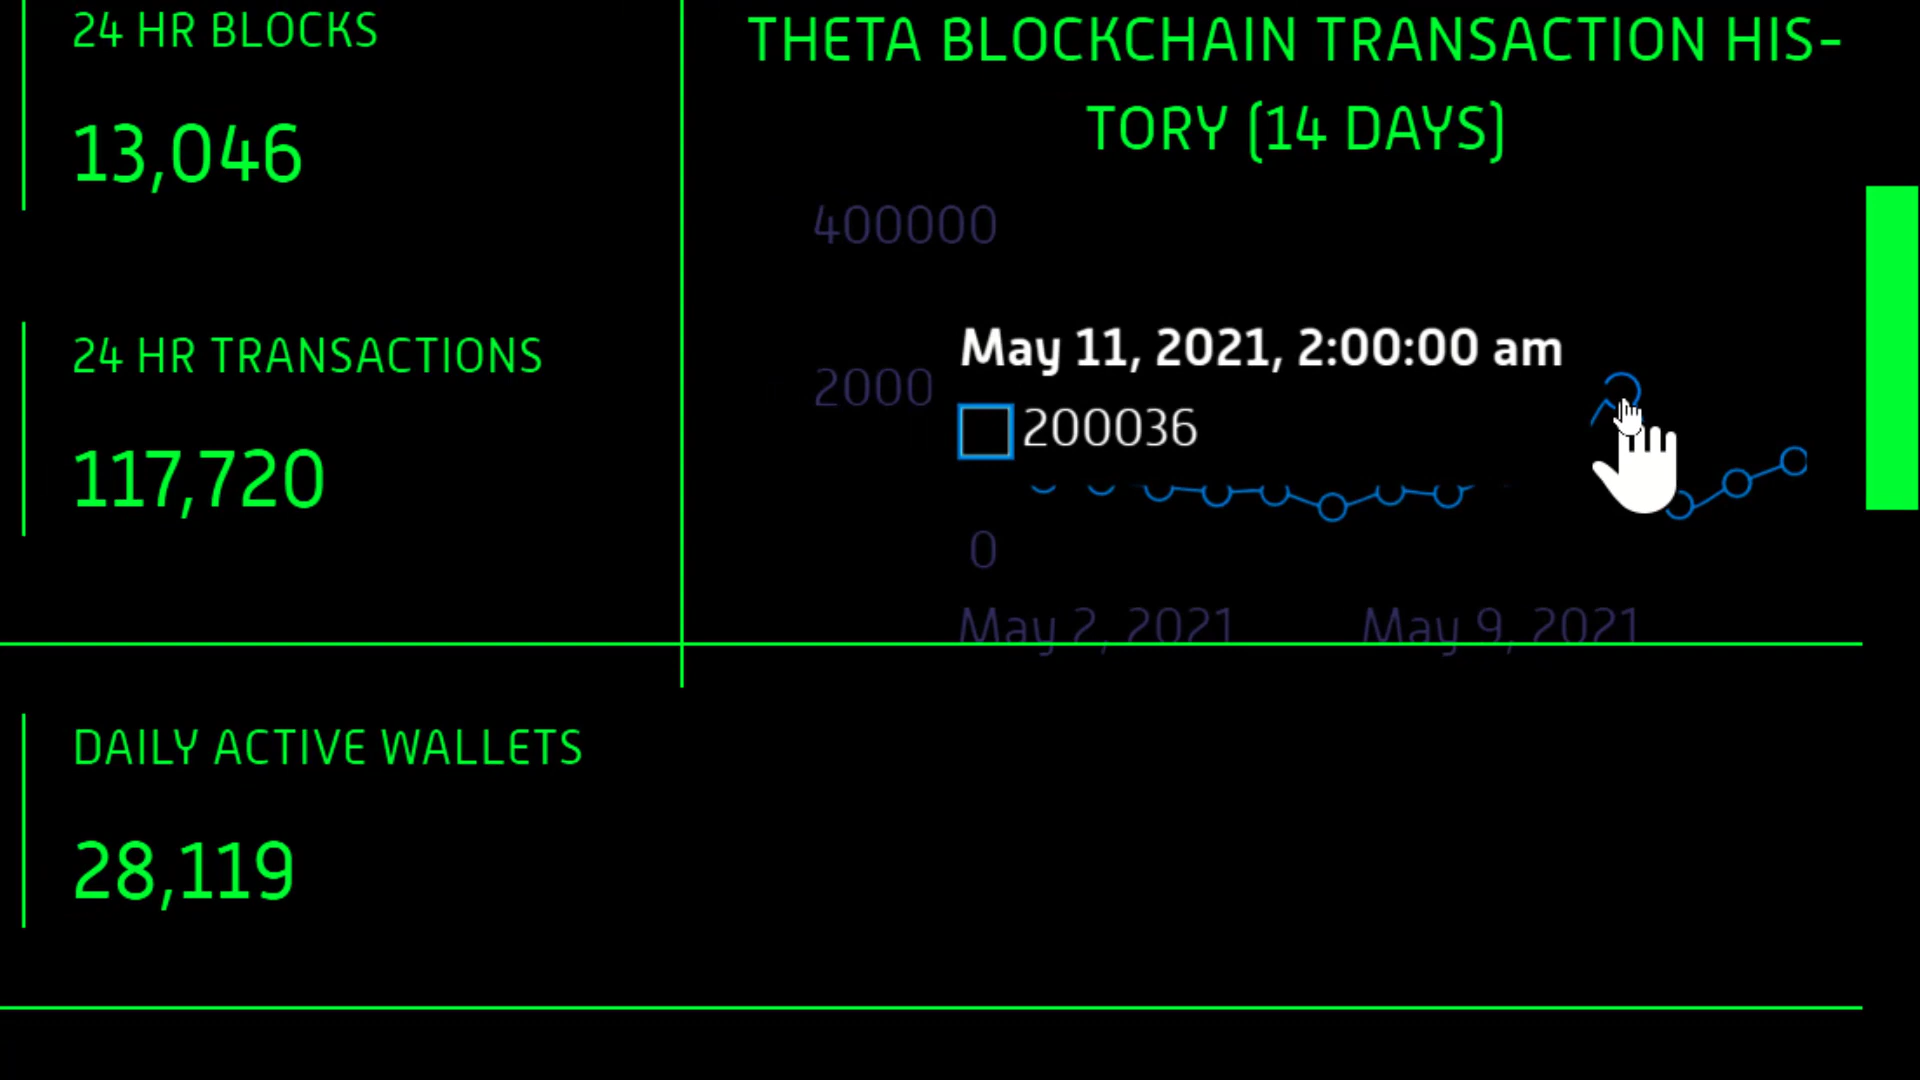 24 HR BLOCKS
13,046
24 HR TRANSACTIONS
117,720
DAILY ACTIVE WALLETS
28,119
THETA BLOCKCHAIN TRANSACTION HIS-
TORY (14 DAYS)
400000
May 11, 2021, 2:00:00 am
2000
200036
0
May 2, 2021 May 9, 2021